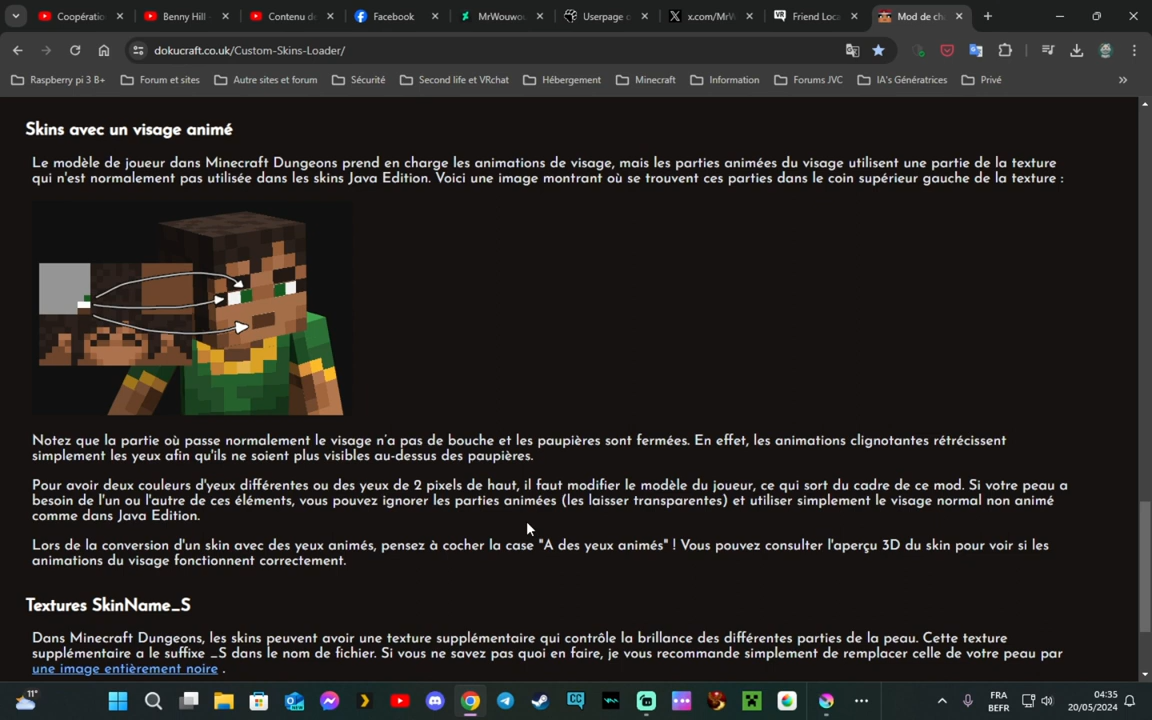 Coopératio
Benny Hill
Contenu de
Facebook
MrWouwou
Userpage o
x.com/MrW
Friend Loca
Mod de cha
dokucraft.co.uk/Custom-Skins-Loader/
Raspberry pi 3 B+
Forum et sites
Autre sites et forum
Sécurité
Second life et VRchat
Hébergement
Minecraft
Information
Forums JVC
IA's Génératrices
Privé
»
Skins avec un visage animé
Le modèle de joueur dans Minecraft Dungeons prend en charge les animations de visage, mais les parties animées du visage utilisent une partie de la texture
qui n'est normalement pas utilisée dans les skins Java Edition. Voici une image montrant où se trouvent ces parties dans le coin supérieur gauche de la texture :
Notez que la partie où passe normalement le visage n'a pas de bouche et les paupières sont fermées. En effet, les animations clignotantes rétrécissent
simplement les yeux afin qu'ils ne soient plus visibles au-dessus des paupières.
Pour avoir deux couleurs d'yeux différentes ou des yeux de 2 pixels de haut, il faut modifier le modèle du joueur, ce qui sort du cadre de ce mod. Si votre peau a
besoin de l'un ou l'autre de ces éléments, vous pouvez ignorer les parties animées (les laisser transparentes) et utiliser simplement le visage normal non animé
comme dans Java Edition.
Lors de la conversion d'un skin avec des yeux animés, pensez à cocher la case "A des yeux animés" ! Vous pouvez consulter l'aperçu 3D du skin pour voir si les
animations du visage fonctionnent correctement.
Textures SkinName_S
Dans Minecraft Dungeons, les skins peuvent avoir une texture supplémentaire qui contrôle la brillance des différentes parties de la peau. Cette texture
supplémentaire a le suffixe _S dans le nom de fichier. Si vous ne savez pas quoi en faire, je vous recommande simplement de remplacer celle de votre peau par
une image entièrement noire .
11°
FRA
BEFR
04:35
20/05/2024